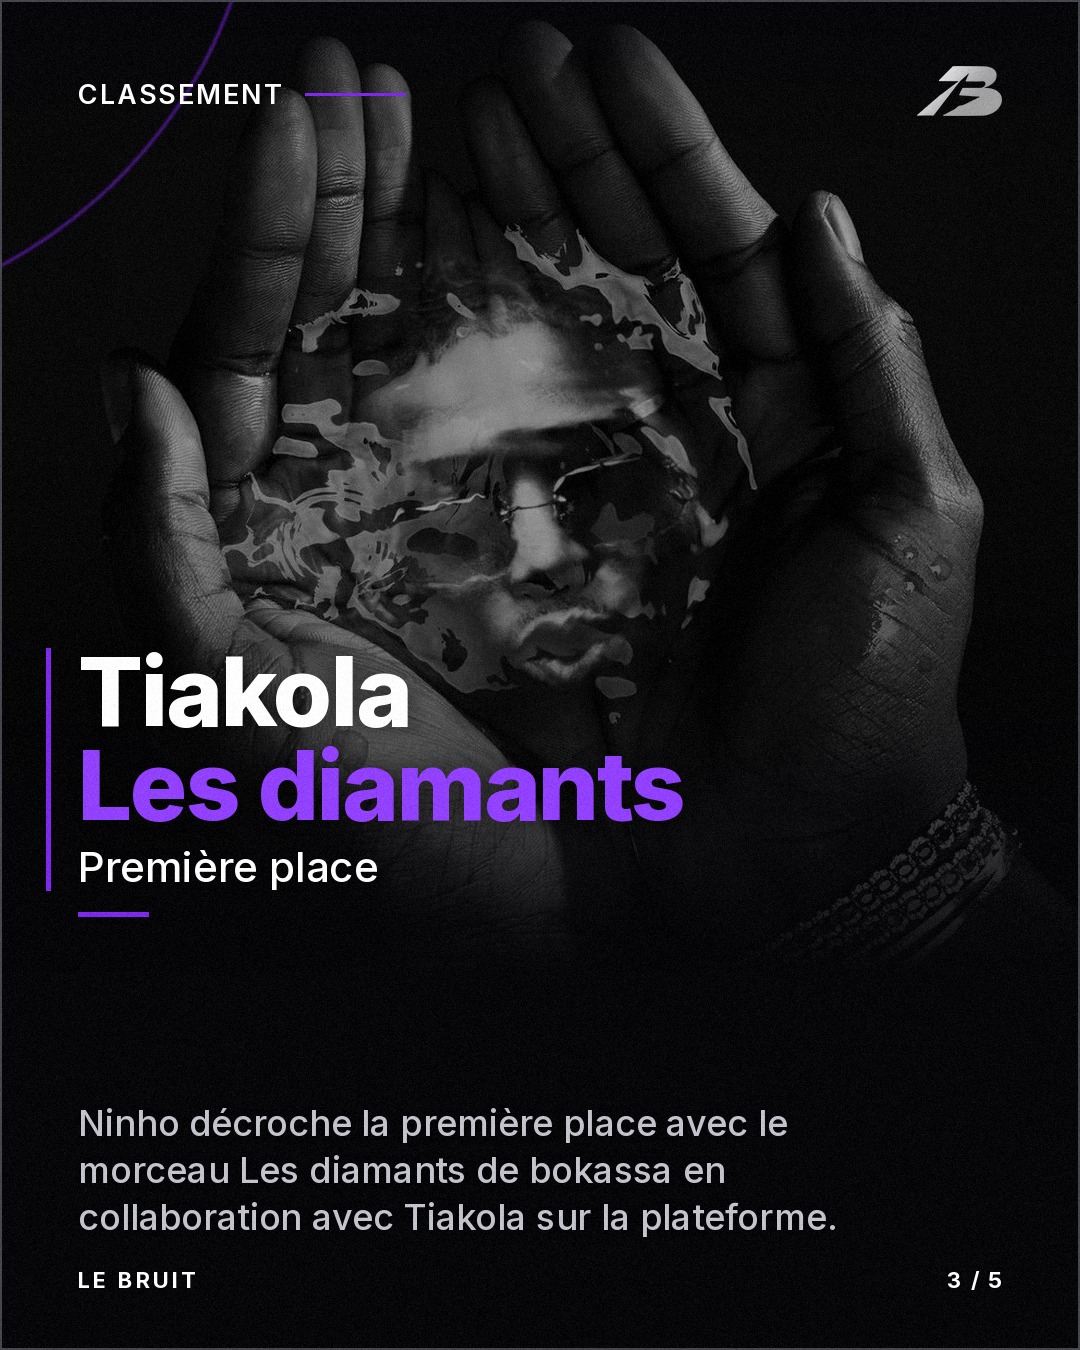 CLASSEMENT
B
Tiakola
Les diamants
Première place
Ninho décroche la première place avec le
morceau Les diamants de bokassa en
collaboration avec Tiakola sur la plateforme.
LE BRUIT
3 / 5